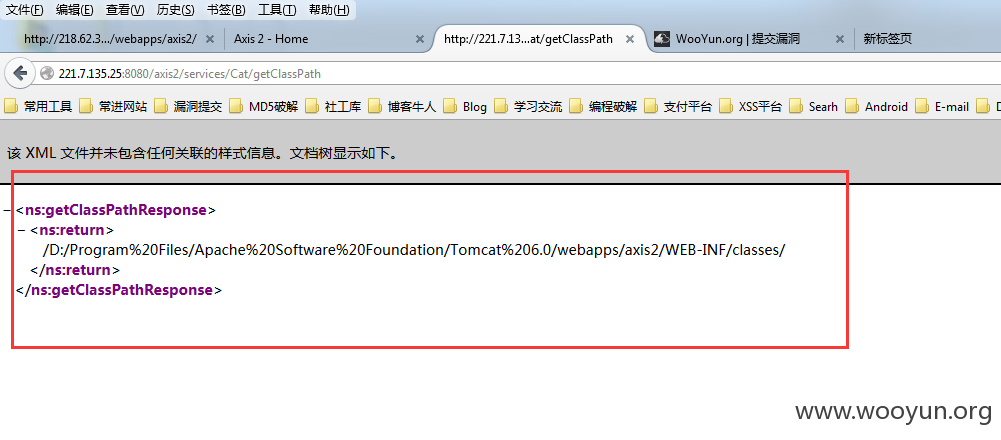 文件(F) 编辑(E) 查看(V) 历史(S) 书签(B) 工具(T) 帮助(H)
http://218.62.3.../webapps/axis2/ × Axis 2 - Home × http://221.7.13...at/getClassPath × WooYun.org | 提交漏洞 × 新标签页
221.7.135.25:8080/axis2/services/Cat/getClassPath
常用工具 常进网站 漏洞提交 MD5破解 社工库 博客牛人 Blog 学习交流 编程破解 支付平台 XSS平台 Searh Android E-mail D
该 XML 文件并未包含任何关联的样式信息。文档树显示如下。
− <ns:getClassPathResponse>
− <ns:return>
/D:/Program%20Files/Apache%20Software%20Foundation/Tomcat%206.0/webapps/axis2/WEB-INF/classes/
</ns:return>
</ns:getClassPathResponse>
www.wooyun.org